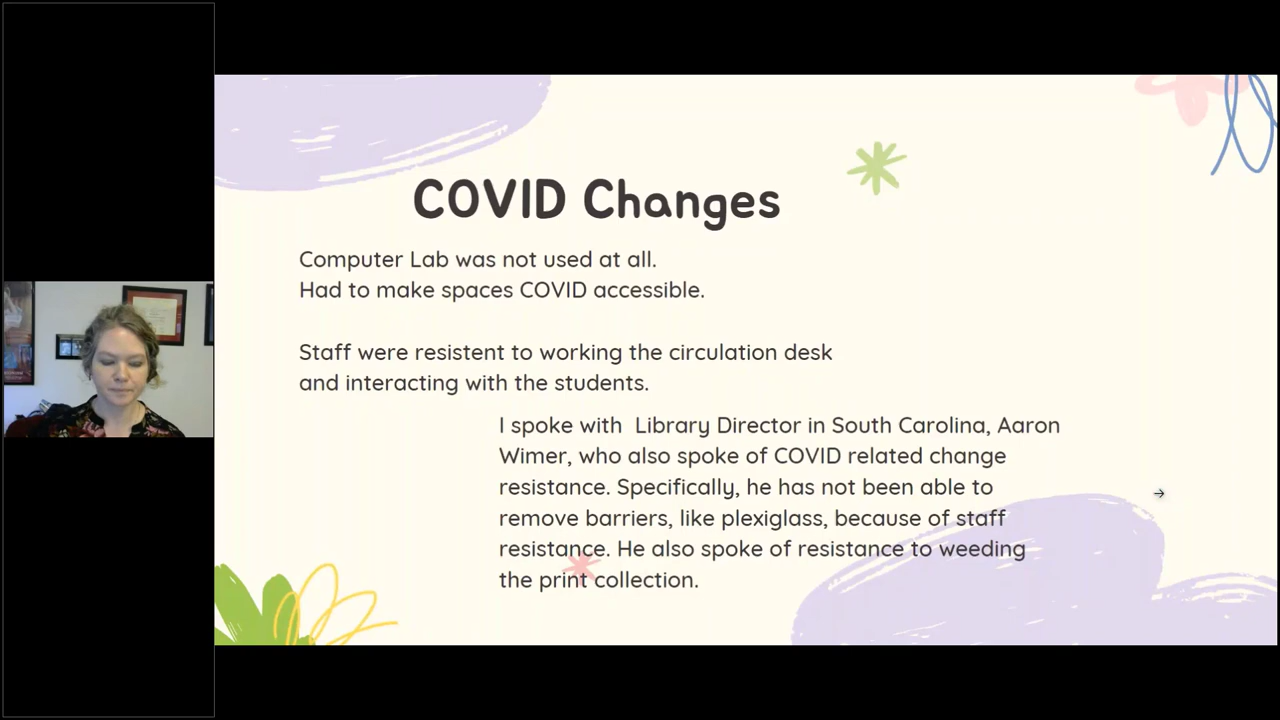 COVID Changes
Computer Lab was not used at all.
Had to make spaces COVID accessible.
Staff were resistent to working the circulation desk
and interacting with the students.
I spoke with  Library Director in South Carolina, Aaron
Wimer, who also spoke of COVID related change
resistance. Specifically, he has not been able to
remove barriers, like plexiglass, because of staff
resistance. He also spoke of resistance to weeding
the print collection.